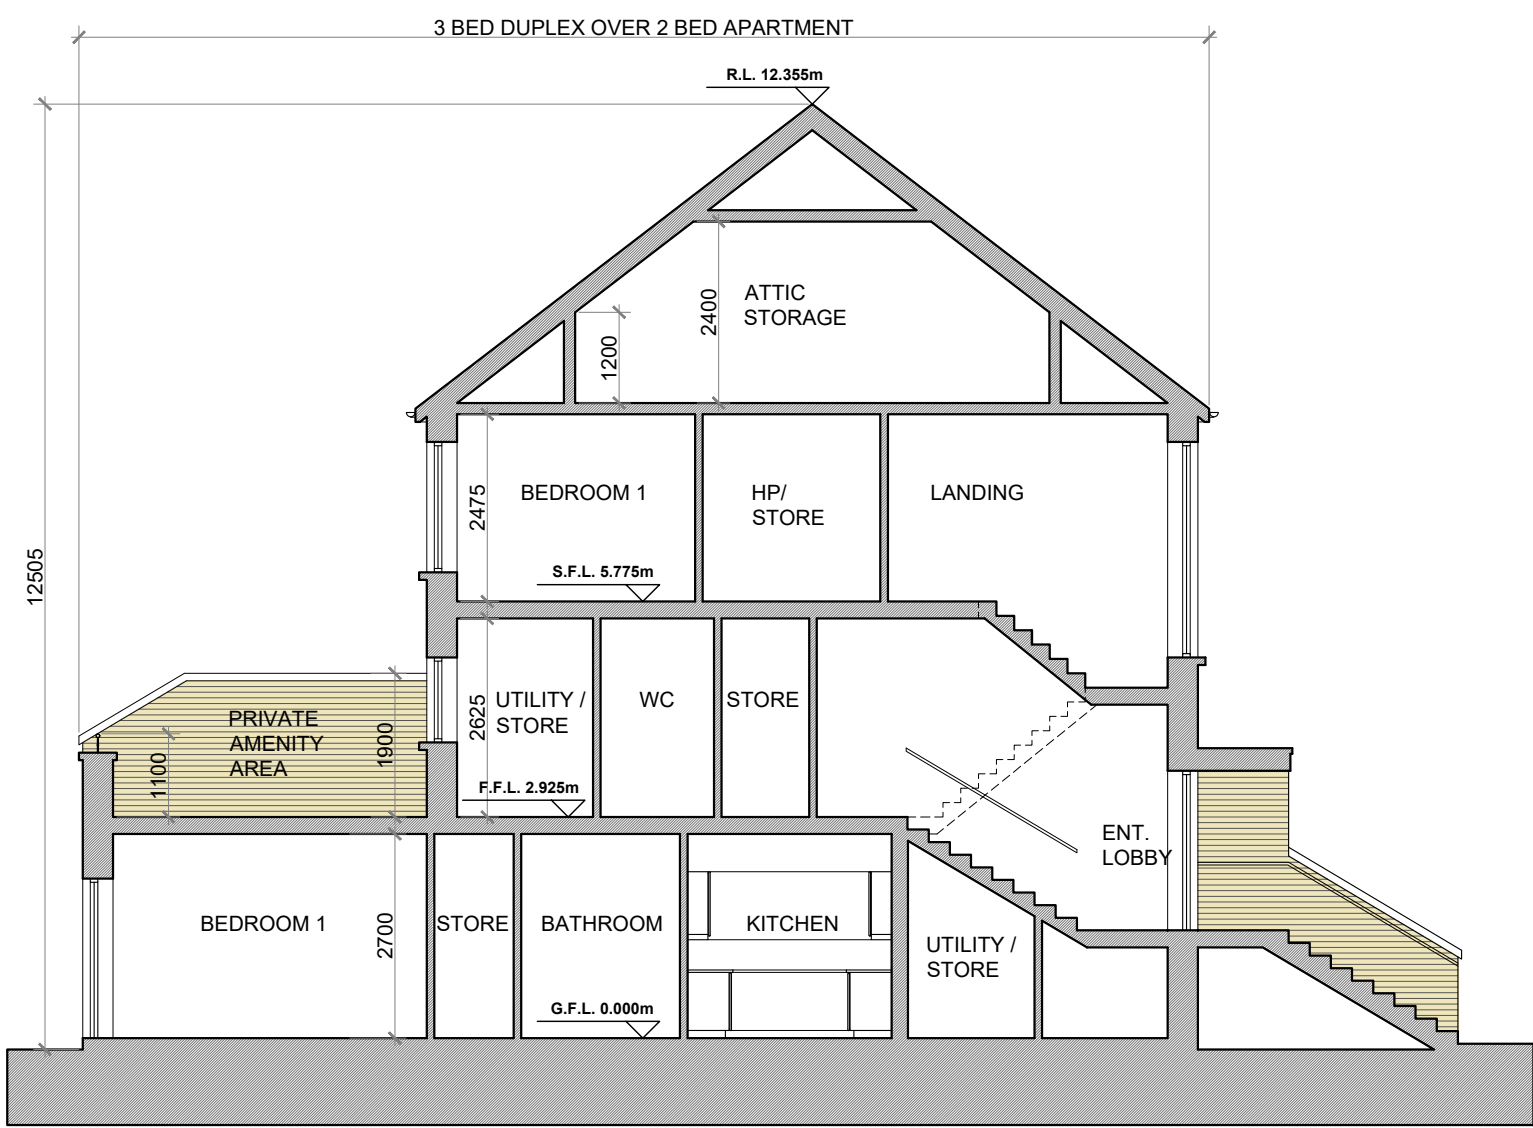 3 BED DUPLEX OVER 2 BED APARTMENT
R.L. 12.355m
ATTIC
STORAGE
2400
1200
12505
BEDROOM 1
HP/
STORE
LANDING
2475
S.F.L. 5.775m
UTILITY /
STORE
WC
STORE
2625
PRIVATE
AMENITY
AREA
1900
1100
F.F.L. 2.925m
ENT.
LOBBY
BEDROOM 1
2700
STORE
BATHROOM
KITCHEN
UTILITY /
STORE
G.F.L. 0.000m